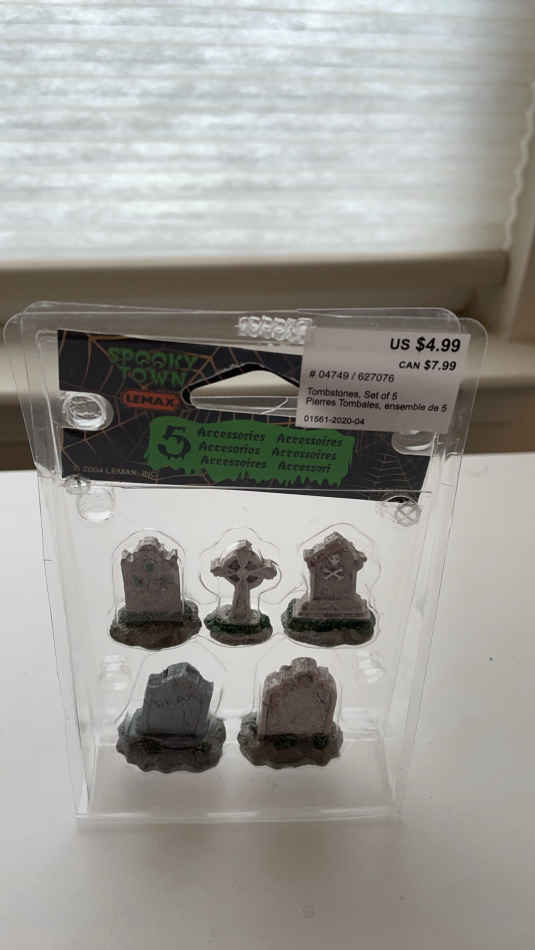 SPOOKY
TOWN
LEMAX
US $4.99
CAN $7.99
# 04749 / 627076
Tombstones, Set of 5
Pierres Tombales, ensemble de 5
01561-2020-04
5
Accessories Accessoires
Accesorios Accessoires
Accessoires Accessori
© 2004 LEMAX, INC.